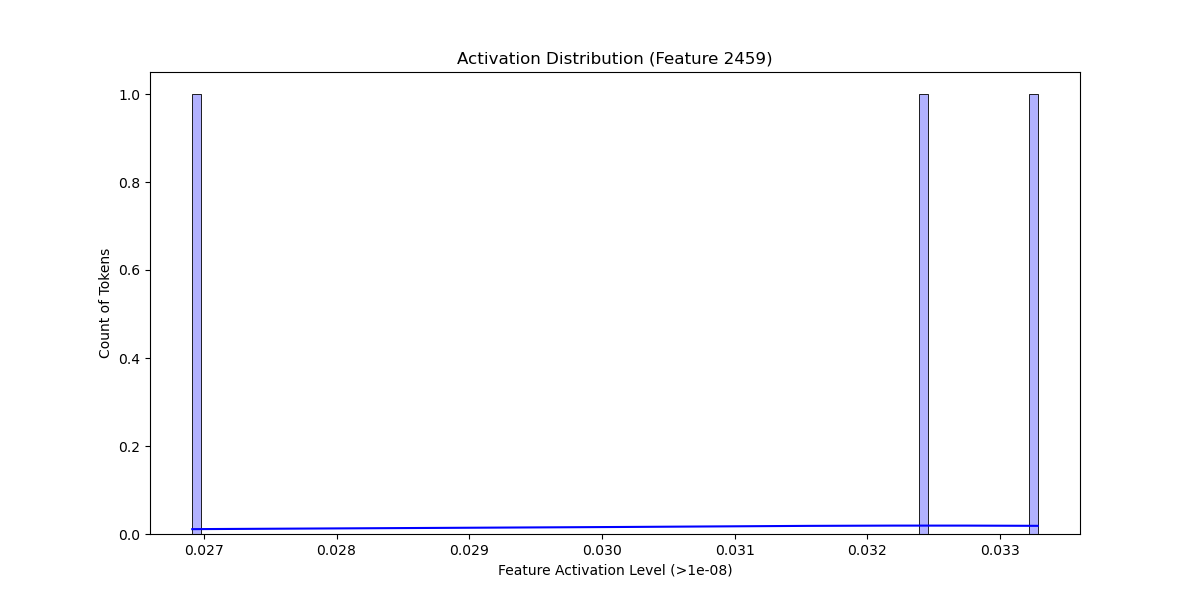 Activation Distribution (Feature 2459)
Count of Tokens
1.0
0.8
0.6
0.4
0.2
0.0
0.027 0.028 0.029 0.030 0.031 0.032 0.033
Feature Activation Level (>1e-08)